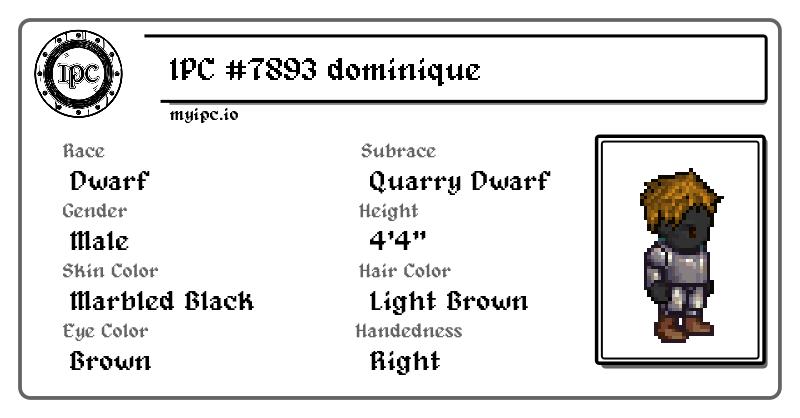 IPC
IPC #7893 dominique
myipc.io
Race
Dwarf
Subrace
Quarry Dwarf
Gender
Male
Height
4'4"
Skin Color
Marbled Black
Hair Color
Light Brown
Eye Color
Brown
Handedness
Right